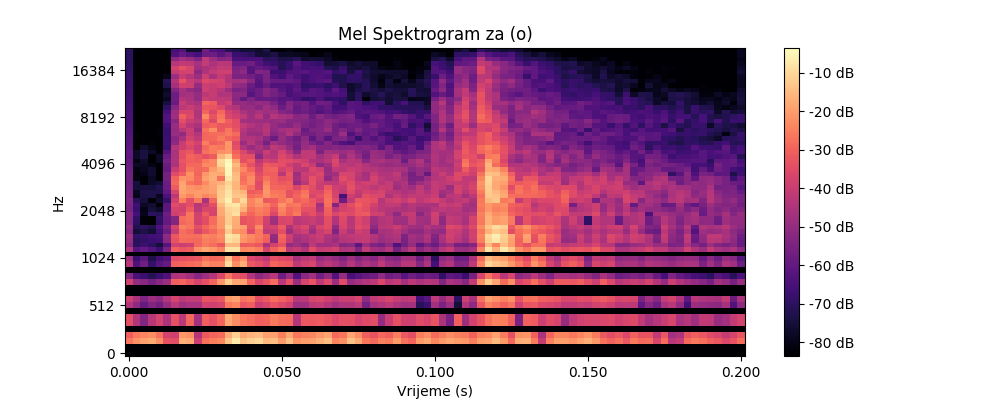 Mel Spektrogram za (o)
16384
8192
4096
2048
1024
512
0
Hz
0.000 0.050 0.100 0.150 0.200
Vrijeme (s)
-10 dB
-20 dB
-30 dB
-40 dB
-50 dB
-60 dB
-70 dB
-80 dB